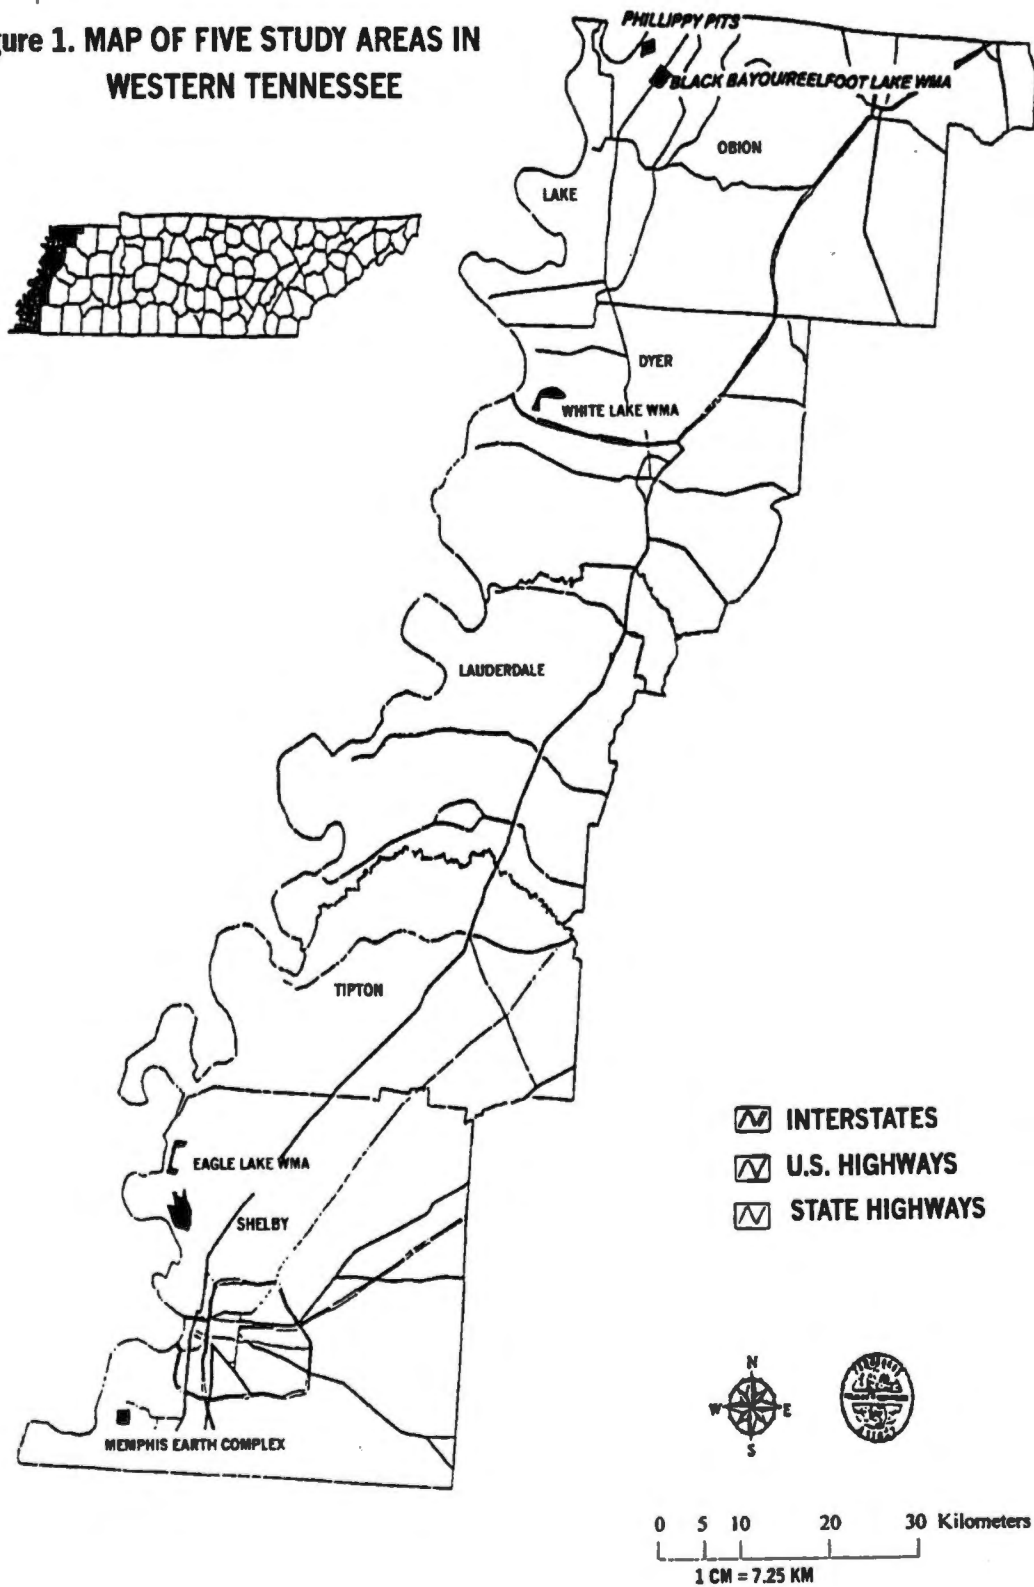 ure 1. MAP OF FIVE STUDY AREAS IN
WESTERN TENNESSEE
PHILLIPPY PITS
BLACK BAYOU/REELFOOT LAKE WMA
OBION
LAKE
DYER
WHITE LAKE WMA
LAUDERDALE
TIPTON
EAGLE LAKE WMA
SHELBY
MEMPHIS EARTH COMPLEX
INTERSTATES
U.S. HIGHWAYS
STATE HIGHWAYS
N
W E
S
0 5 10 20 30 Kilometers
1 CM = 7.25 KM